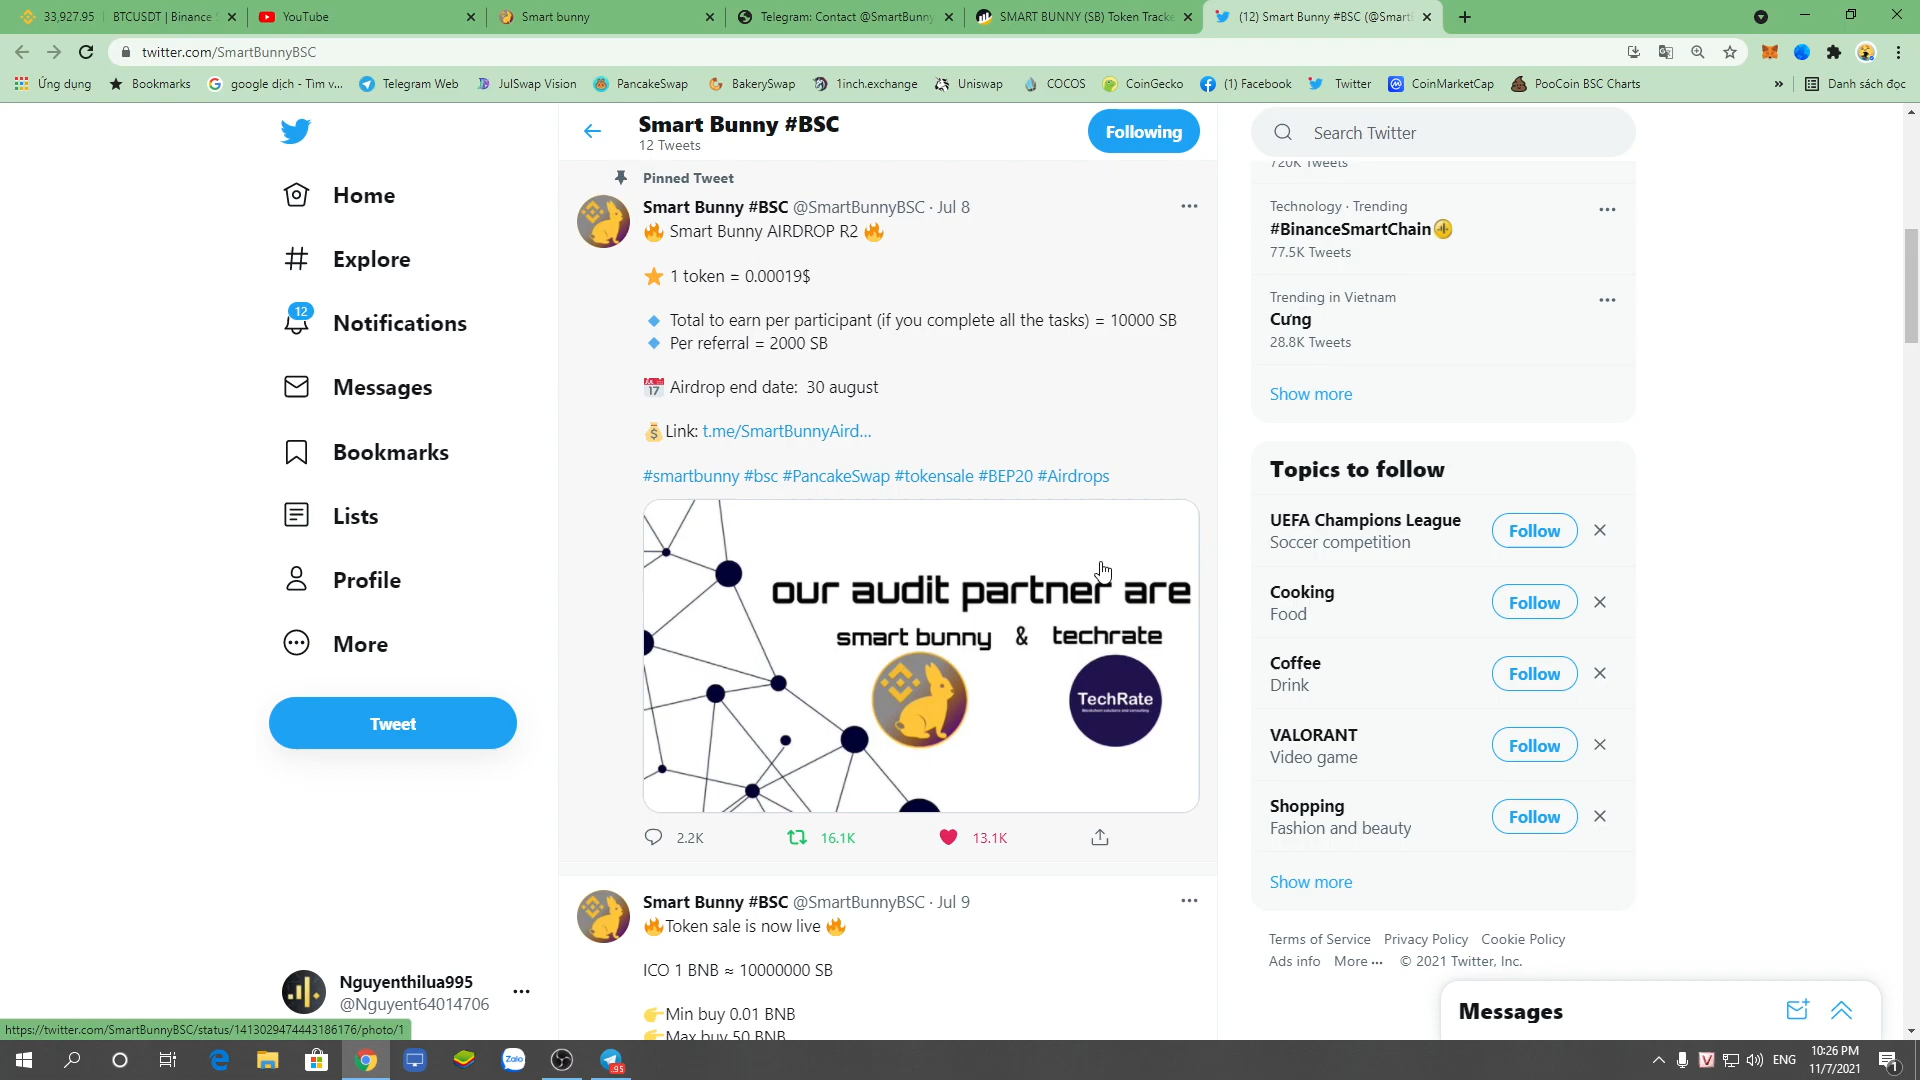 33,927.95 | BTCUSDT | Binance
YouTube
Smart bunny
Telegram: Contact @SmartBunny
SMART BUNNY (SB) Token Tracke
(12) Smart Bunny #BSC (@Smart
twitter.com/SmartBunnyBSC
Ứng dụng
Bookmarks
google dịch - Tìm v...
Telegram Web
JulSwap Vision
PancakeSwap
BakerySwap
1inch.exchange
Uniswap
COCOS
CoinGecko
(1) Facebook
Twitter
CoinMarketCap
PooCoin BSC Charts
»
Danh sách đọc
Home
Explore
12
Notifications
Messages
Bookmarks
Lists
Profile
More
Tweet
Nguyenthilua995
@Nguyent64014706
https://twitter.com/SmartBunnyBSC/status/1413029474443186176/photo/1
Smart Bunny #BSC
12 Tweets
Following
Pinned Tweet
Smart Bunny #BSC @SmartBunnyBSC · Jul 8
🔥 Smart Bunny AIRDROP R2 🔥
⭐ 1 token = 0.00019$
🔹 Total to earn per participant (if you complete all the tasks) = 10000 SB
🔹 Per referral = 2000 SB
📅 Airdrop end date: 30 august
💰Link: t.me/SmartBunnyAird...
#smartbunny #bsc #PancakeSwap #tokensale #BEP20 #Airdrops
our audit partner are
smart bunny & techrate
TechRate
2.2K
16.1K
13.1K
Smart Bunny #BSC @SmartBunnyBSC · Jul 9
🔥Token sale is now live 🔥
ICO 1 BNB ≈ 10000000 SB
👉Min buy 0.01 BNB
👉Max buy 50 BNB
Search Twitter
720K Tweets
Technology · Trending
#BinanceSmartChain
77.5K Tweets
Trending in Vietnam
Cưng
28.8K Tweets
Show more
Topics to follow
UEFA Champions League
Soccer competition
Follow
Cooking
Food
Follow
Coffee
Drink
Follow
VALORANT
Video game
Follow
Shopping
Fashion and beauty
Follow
Show more
Terms of Service Privacy Policy Cookie Policy
Ads info More ··· © 2021 Twitter, Inc.
Messages
Zalo
95
ENG
10:26 PM
11/7/2021
1